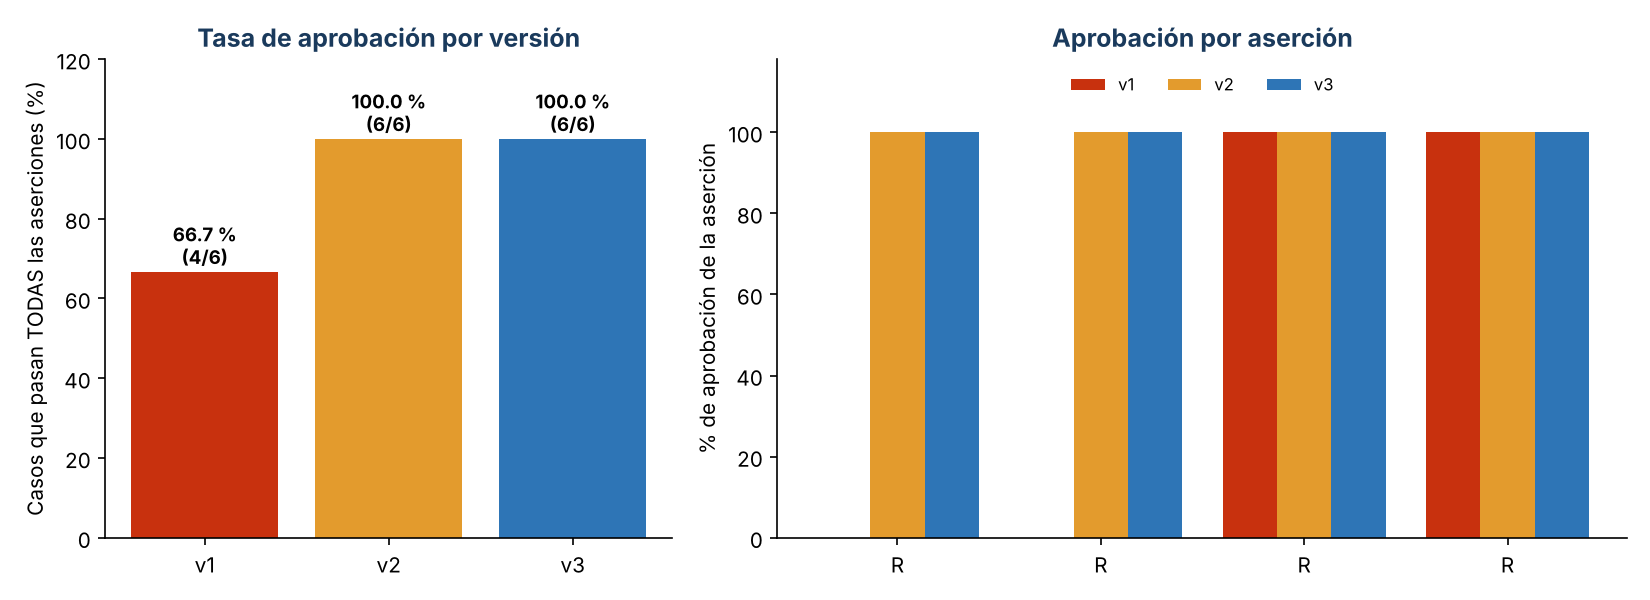 Tasa de aprobación por versión
Casos que pasan TODAS las aserciones (%)
120
100
80
60
40
20
0
66.7 %
(4/6)
100.0 %
(6/6)
100.0 %
(6/6)
v1
v2
v3
Aprobación por aserción
v1
v2
v3
% de aprobación de la aserción
100
80
60
40
20
0
R
R
R
R